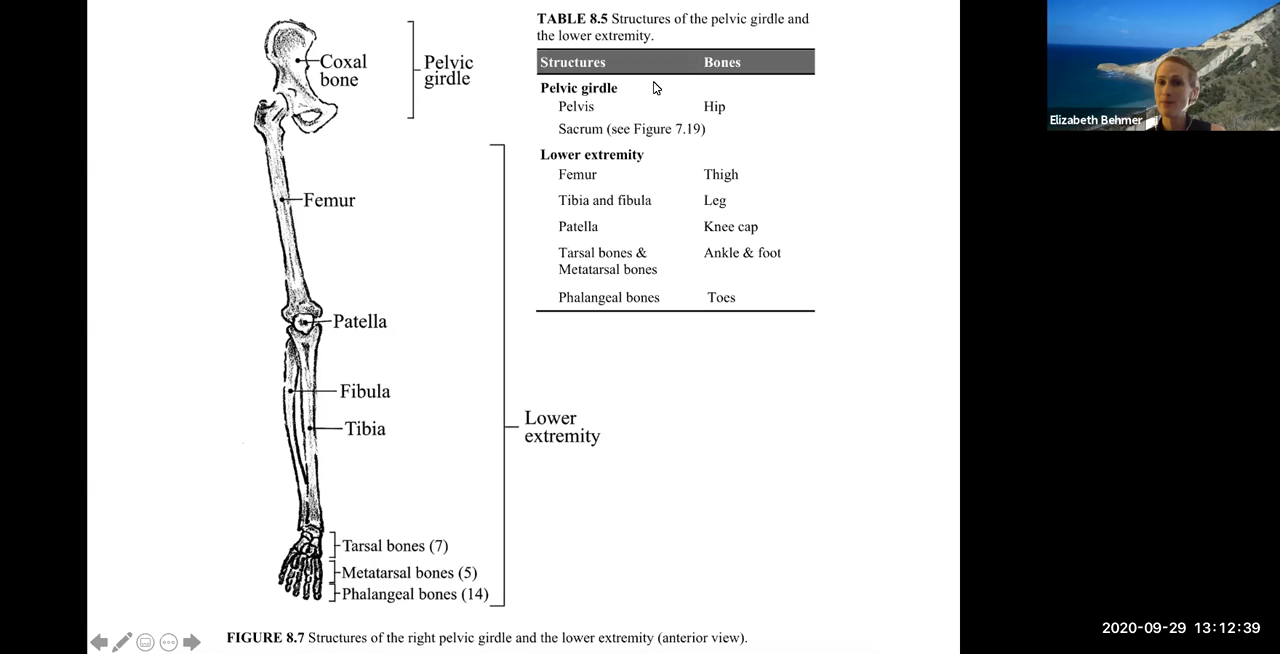 Coxal
bone
Pelvic
girdle
Femur
Patella
Fibula
Tibia
Lower
extremity
Tarsal bones (7)
Metatarsal bones (5)
Phalangeal bones (14)
FIGURE 8.7 Structures of the right pelvic girdle and the lower extremity (anterior view).
TABLE 8.5 Structures of the pelvic girdle and
the lower extremity.
Structures Bones
Pelvic girdle
Pelvis Hip
Sacrum (see Figure 7.19)
Lower extremity
Femur Thigh
Tibia and fibula Leg
Patella Knee cap
Tarsal bones & Ankle & foot
Metatarsal bones
Phalangeal bones Toes
Elizabeth Behmer
2020-09-29 13:12:39